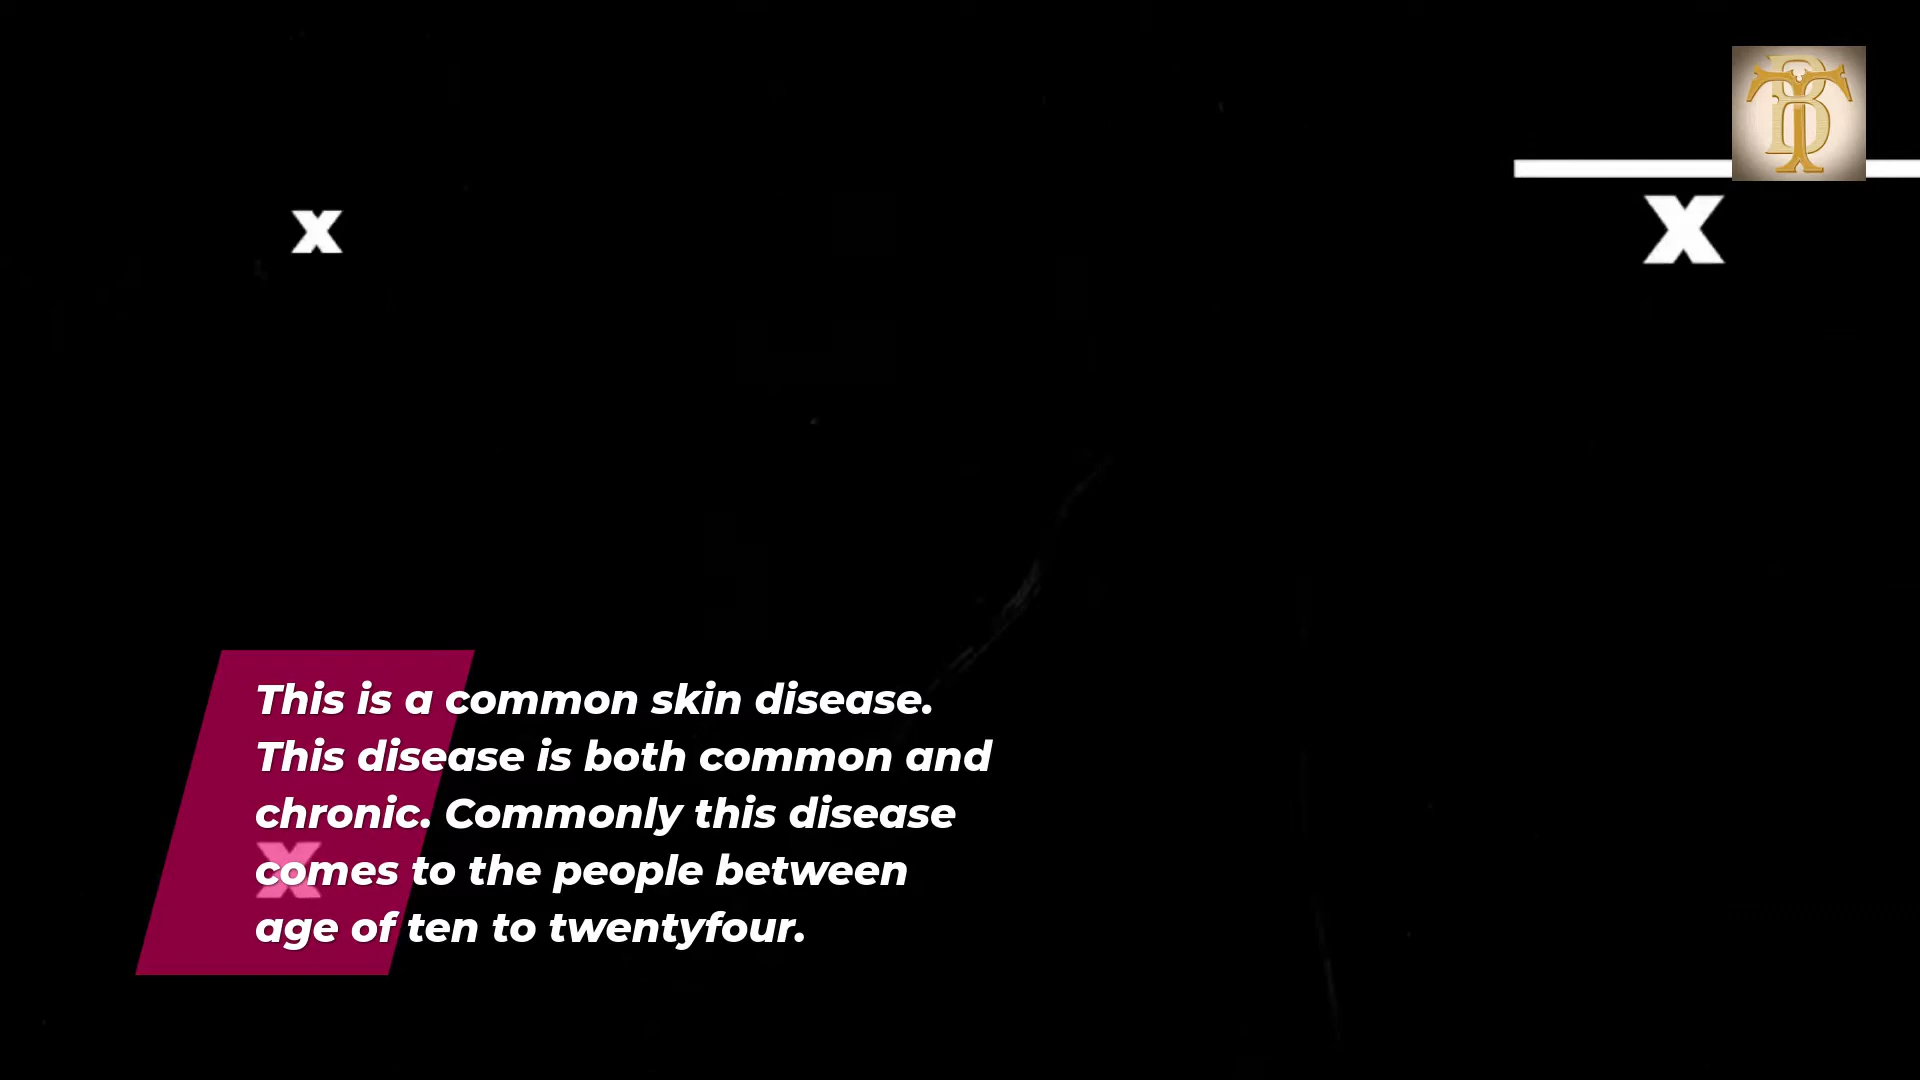 TB
X
X
This is a common skin disease.
This disease is both common and
chronic. Commonly this disease
comes to the people between
age of ten to twentyfour.
X